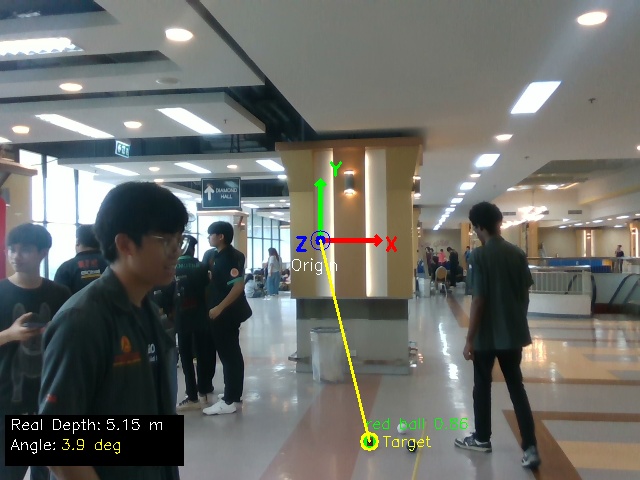 DIAMOND
HALL
Y
Z
X
Origin
red ball 0.86
Target
Real Depth: 5.15 m
Angle: 3.9 deg